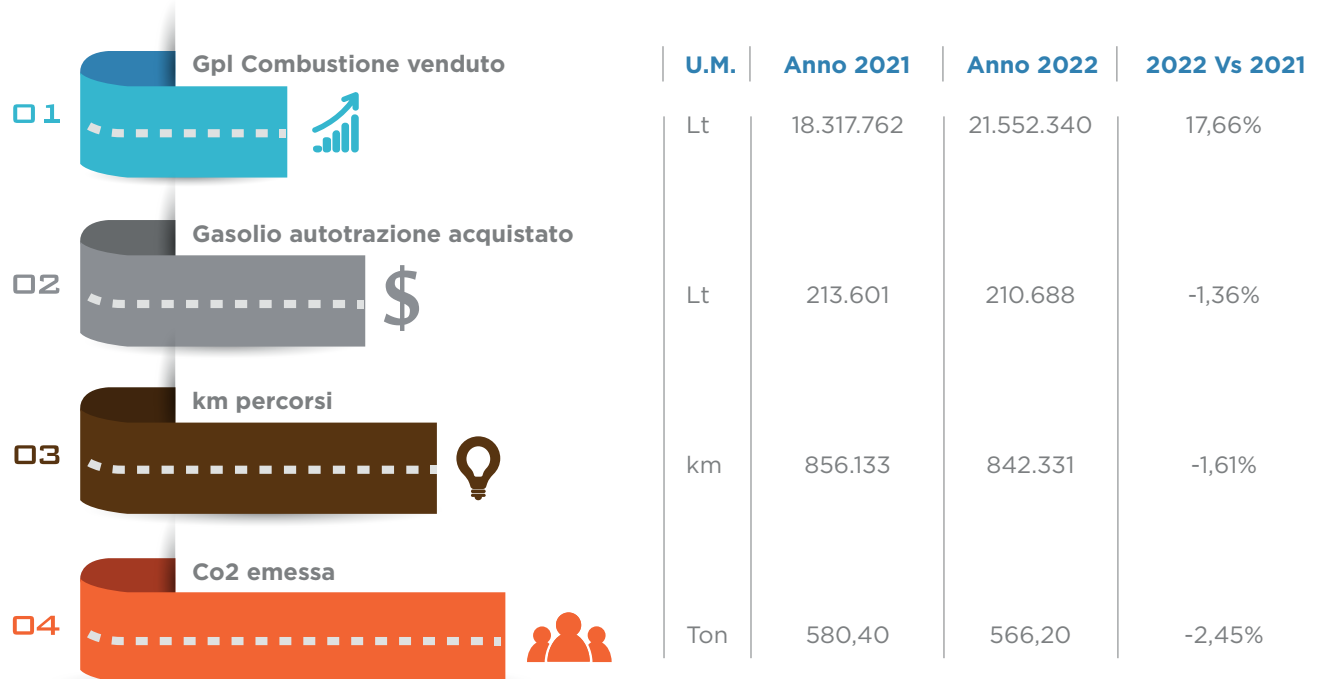 Gpl Combustione venduto
U.M. Anno 2021 Anno 2022 2022 Vs 2021
01
Lt 18.317.762 21.552.340 17,66%
Gasolio autotrazione acquistato
02
$
Lt 213.601 210.688 -1,36%
km percorsi
03
km 856.133 842.331 -1,61%
Co2 emessa
04
Ton 580,40 566,20 -2,45%